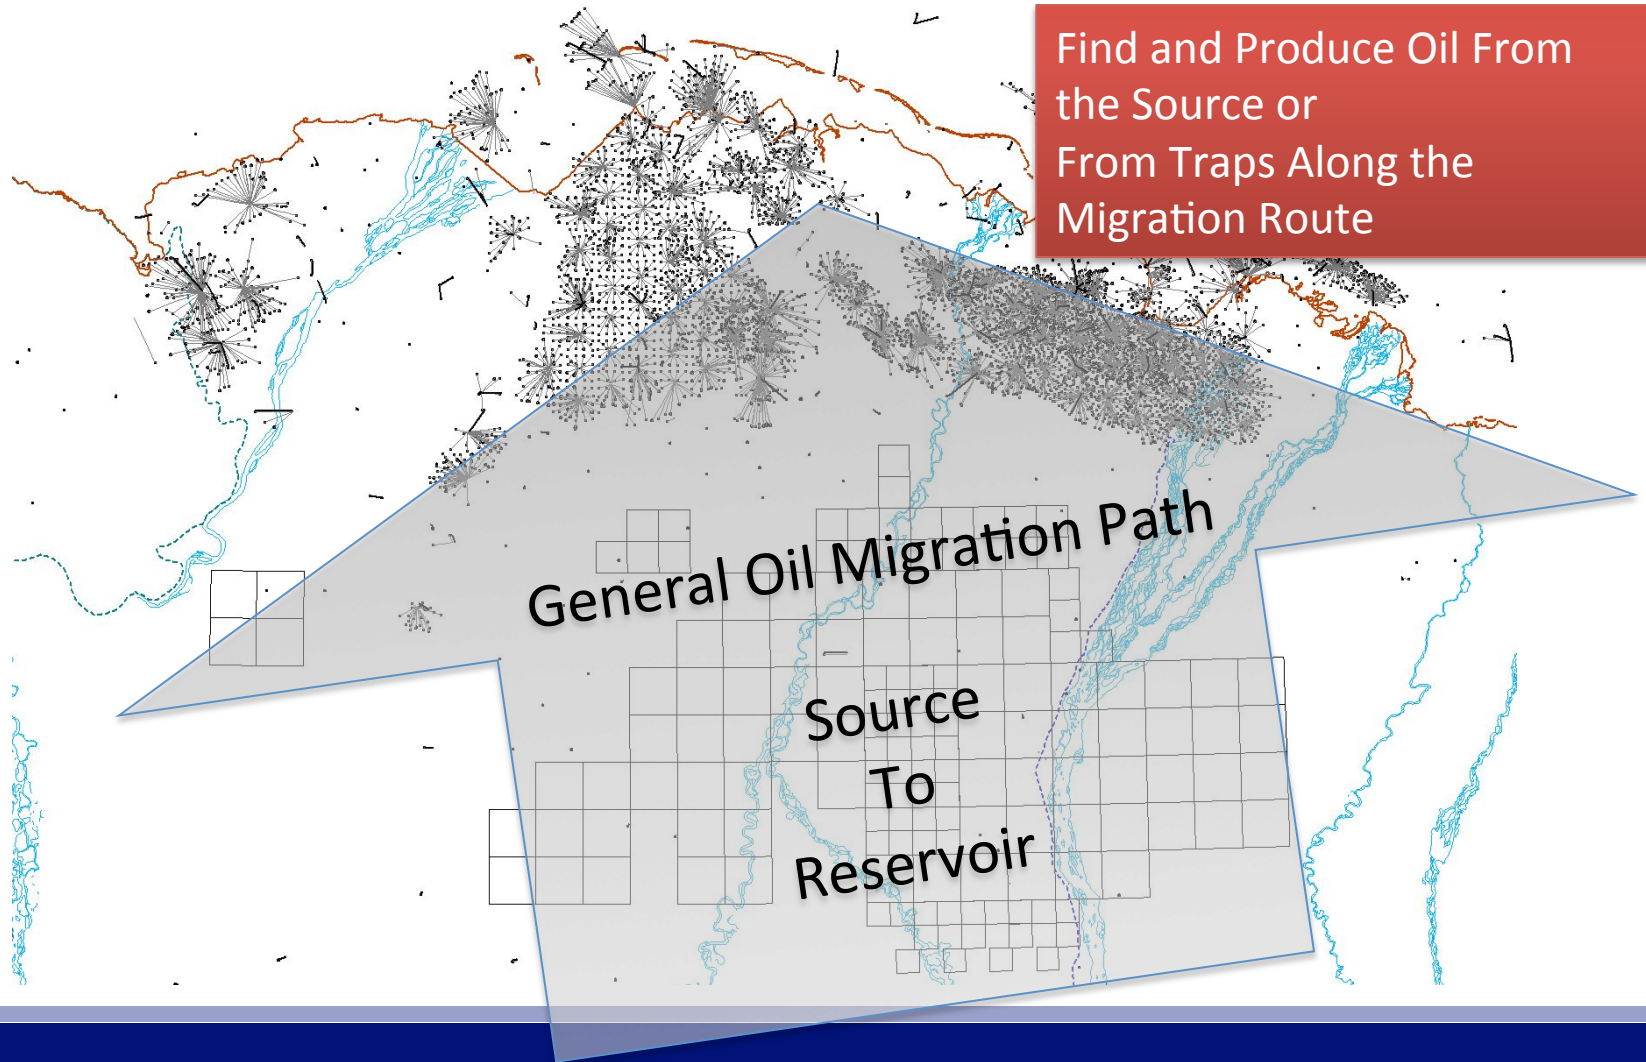 Find and Produce Oil From
the Source or
From Traps Along the
Migration Route
General Oil Migration Path
Source
To
Reservoir